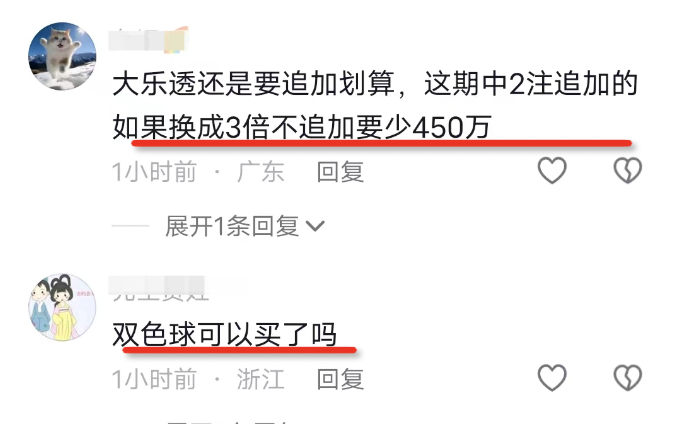 大乐透还是要追加划算，这期中2注追加的
如果换成3倍不追加要少450万
1小时前 · 广东 回复
展开1条回复
双色球可以买了吗
1小时前 · 浙江 回复